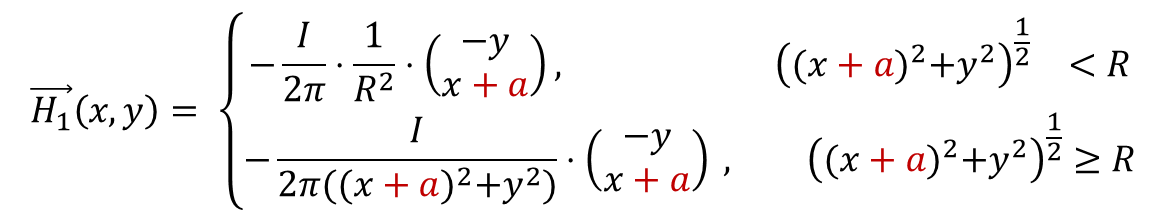 H₁⃗(x, y) = { −I/2π · 1/R² · (−y, x + a), ((x + a)²+y²)^(1/2) < R
−I/2π((x + a)²+y²) · (−y, x + a), ((x + a)²+y²)^(1/2) ≥ R